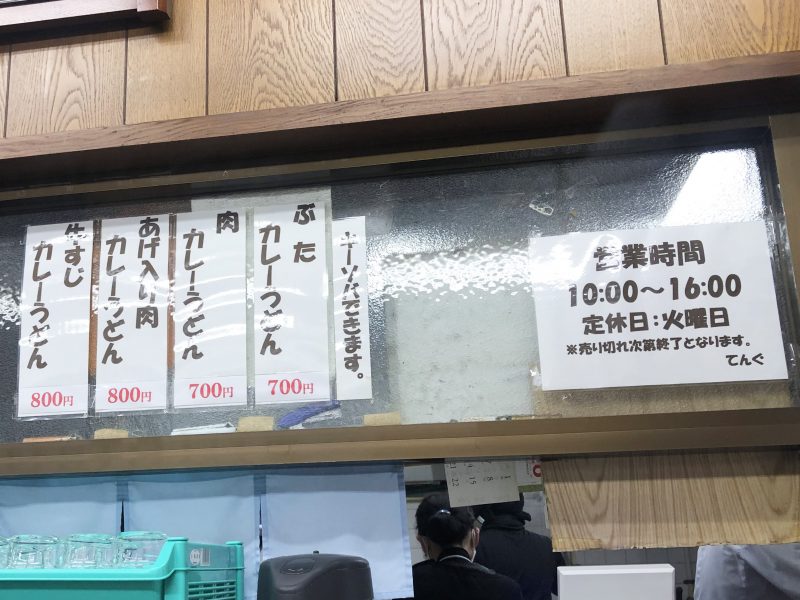 キーソバできます。
ぶた
カレーうどん
700円
肉
カレーうどん
700円
あげ入り肉
カレーうどん
800円
牛すじ
カレーうどん
800円
営業時間
10:00～16:00
定休日:火曜日
※売り切れ次第終了となります。
てんぐ